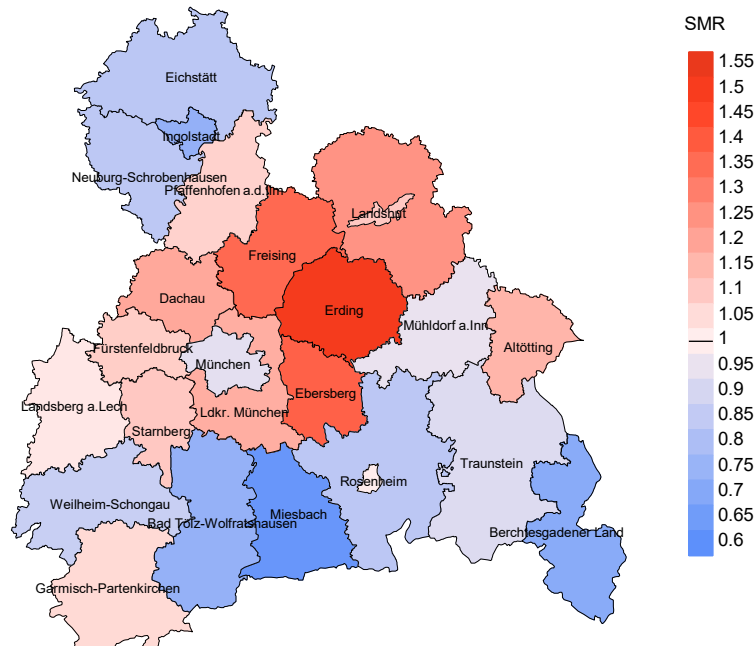 SMR
1.55
1.5
1.45
1.4
1.35
1.3
1.25
1.2
1.15
1.1
1.05
1
0.95
0.9
0.85
0.8
0.75
0.7
0.65
0.6
Eichstätt
Ingolstadt
Neuburg-Schrobenhausen
Pfaffenhofen a.d.Ilm
Landshut
Freising
Dachau
Erding
Mühldorf a.Inn
Altötting
Fürstenfeldbruck
München
Ebersberg
Landsberg a.Lech
Ldkr. München
Starnberg
Traunstein
Rosenheim
Weilheim-Schongau
Miesbach
Bad Tölz-Wolfratshausen
Berchtesgadener Land
Garmisch-Partenkirchen